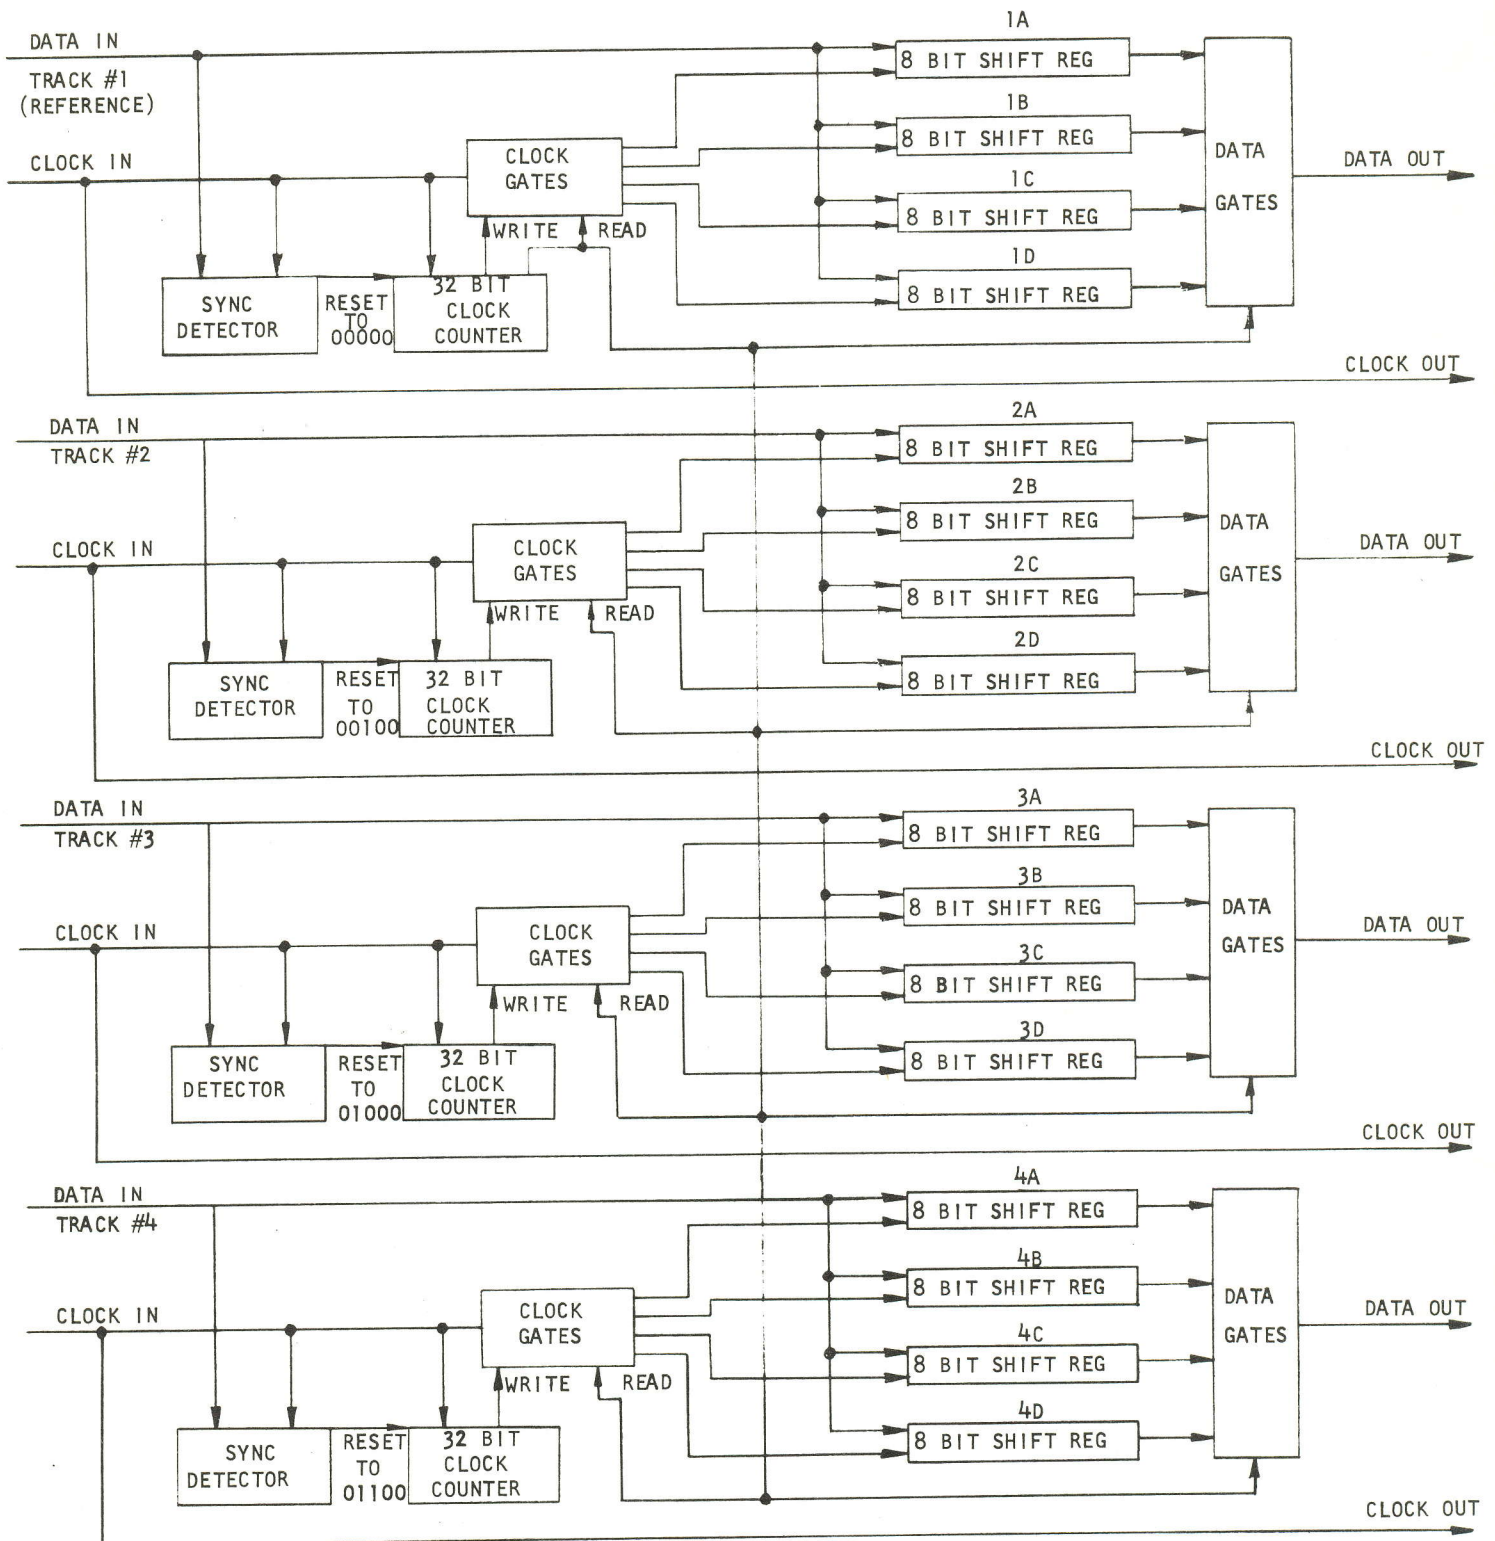 DATA IN
TRACK #1
(REFERENCE)
CLOCK IN
CLOCK
GATES
WRITE
READ
SYNC
DETECTOR
RESET
TO
00000
32 BIT
CLOCK
COUNTER
1A
8 BIT SHIFT REG
1B
8 BIT SHIFT REG
1C
8 BIT SHIFT REG
1D
8 BIT SHIFT REG
DATA
GATES
DATA OUT
CLOCK OUT
DATA IN
TRACK #2
CLOCK IN
CLOCK
GATES
WRITE
READ
SYNC
DETECTOR
RESET
TO
00100
32 BIT
CLOCK
COUNTER
2A
8 BIT SHIFT REG
2B
8 BIT SHIFT REG
2C
8 BIT SHIFT REG
2D
8 BIT SHIFT REG
DATA
GATES
DATA OUT
CLOCK OUT
DATA IN
TRACK #3
CLOCK IN
CLOCK
GATES
WRITE
READ
SYNC
DETECTOR
RESET
TO
01000
32 BIT
CLOCK
COUNTER
3A
8 BIT SHIFT REG
3B
8 BIT SHIFT REG
3C
8 BIT SHIFT REG
3D
8 BIT SHIFT REG
DATA
GATES
DATA OUT
CLOCK OUT
DATA IN
TRACK #4
CLOCK IN
CLOCK
GATES
WRITE
READ
SYNC
DETECTOR
RESET
TO
01100
32 BIT
CLOCK
COUNTER
4A
8 BIT SHIFT REG
4B
8 BIT SHIFT REG
4C
8 BIT SHIFT REG
4D
8 BIT SHIFT REG
DATA
GATES
DATA OUT
CLOCK OUT